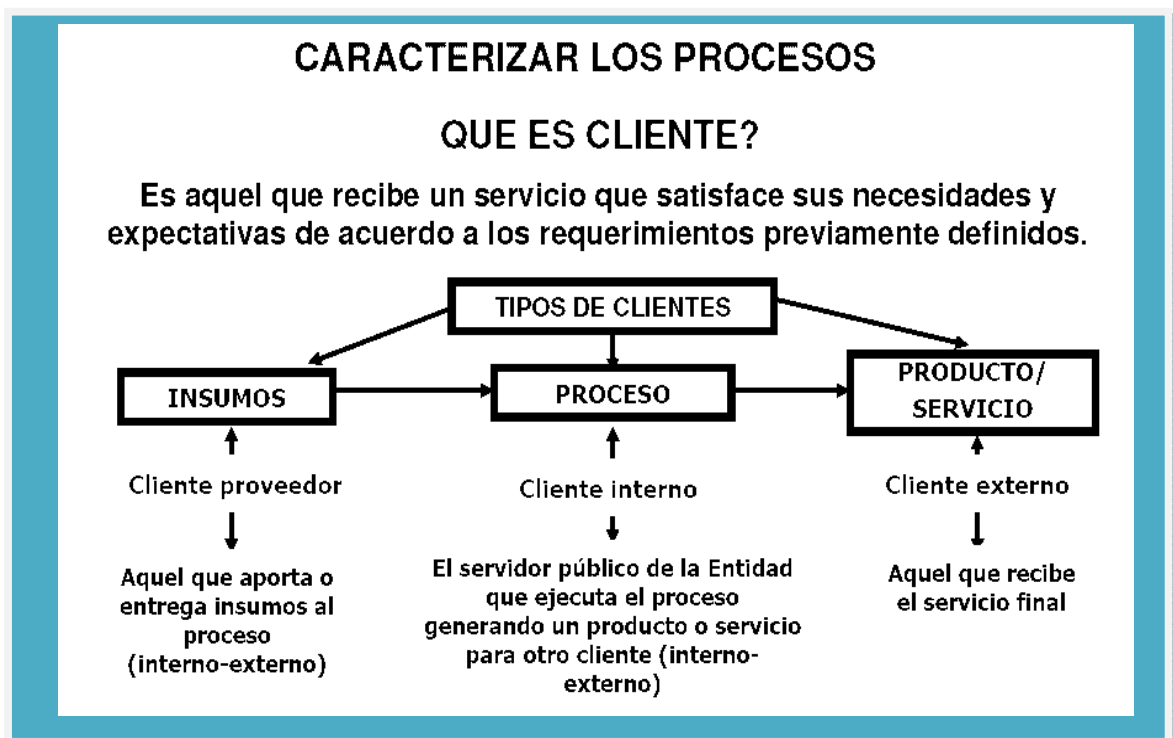 CARACTERIZAR LOS PROCESOS
QUE ES CLIENTE?
Es aquel que recibe un servicio que satisface sus necesidades y
expectativas de acuerdo a los requerimientos previamente definidos.
TIPOS DE CLIENTES
INSUMOS
PROCESO
PRODUCTO/
SERVICIO
Cliente proveedor
Cliente interno
Cliente externo
Aquel que aporta o
entrega insumos al
proceso
(interno-externo)
El servidor público de la Entidad
que ejecuta el proceso
generando un producto o servicio
para otro cliente (interno-
externo)
Aquel que recibe
el servicio final